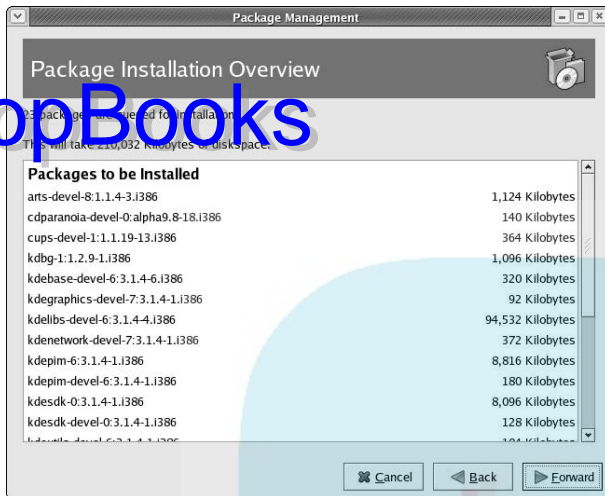 Package Management
Package Installation Overview
opBooks
23 packages are queued for installation
This will take 210,032 Kilobytes of diskspace.
Packages to be Installed
arts-devel-8:1.1.4-3.i386 1,124 Kilobytes
cdparanoia-devel-0:alpha9.8-18.i386 140 Kilobytes
cups-devel-1:1.1.19-13.i386 364 Kilobytes
kdbg-1:1.2.9-1.i386 1,096 Kilobytes
kdebase-devel-6:3.1.4-6.i386 320 Kilobytes
kdegraphics-devel-7:3.1.4-1.i386 92 Kilobytes
kdelibs-devel-6:3.1.4-4.i386 94,532 Kilobytes
kdenetwork-devel-7:3.1.4-1.i386 372 Kilobytes
kdepim-6:3.1.4-1.i386 8,816 Kilobytes
kdepim-devel-6:3.1.4-1.i386 180 Kilobytes
kdesdk-0:3.1.4-1.i386 8,096 Kilobytes
kdesdk-devel-0:3.1.4-1.i386 128 Kilobytes
Cancel Back Forward